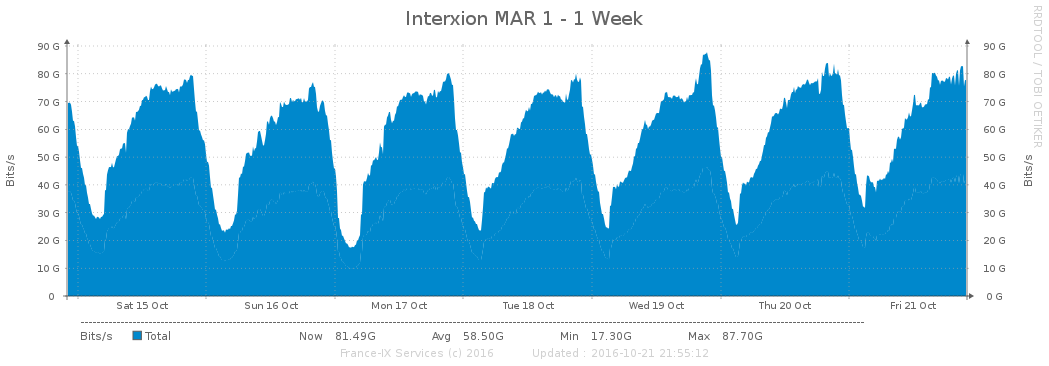 Interxion MAR 1 - 1 Week
RRDTOOL / TOBI OETIKER
Bits/s
90 G
80 G
70 G
60 G
50 G
40 G
30 G
20 G
10 G
0
90 G
80 G
70 G
60 G
50 G
40 G
30 G
20 G
10 G
0 G
Bits/s
Sat 15 Oct Sun 16 Oct Mon 17 Oct Tue 18 Oct Wed 19 Oct Thu 20 Oct Fri 21 Oct
Bits/s Total Now 81.49G Avg 58.50G Min 17.30G Max 87.70G
France-IX Services (c) 2016 Updated : 2016-10-21 21:55:12